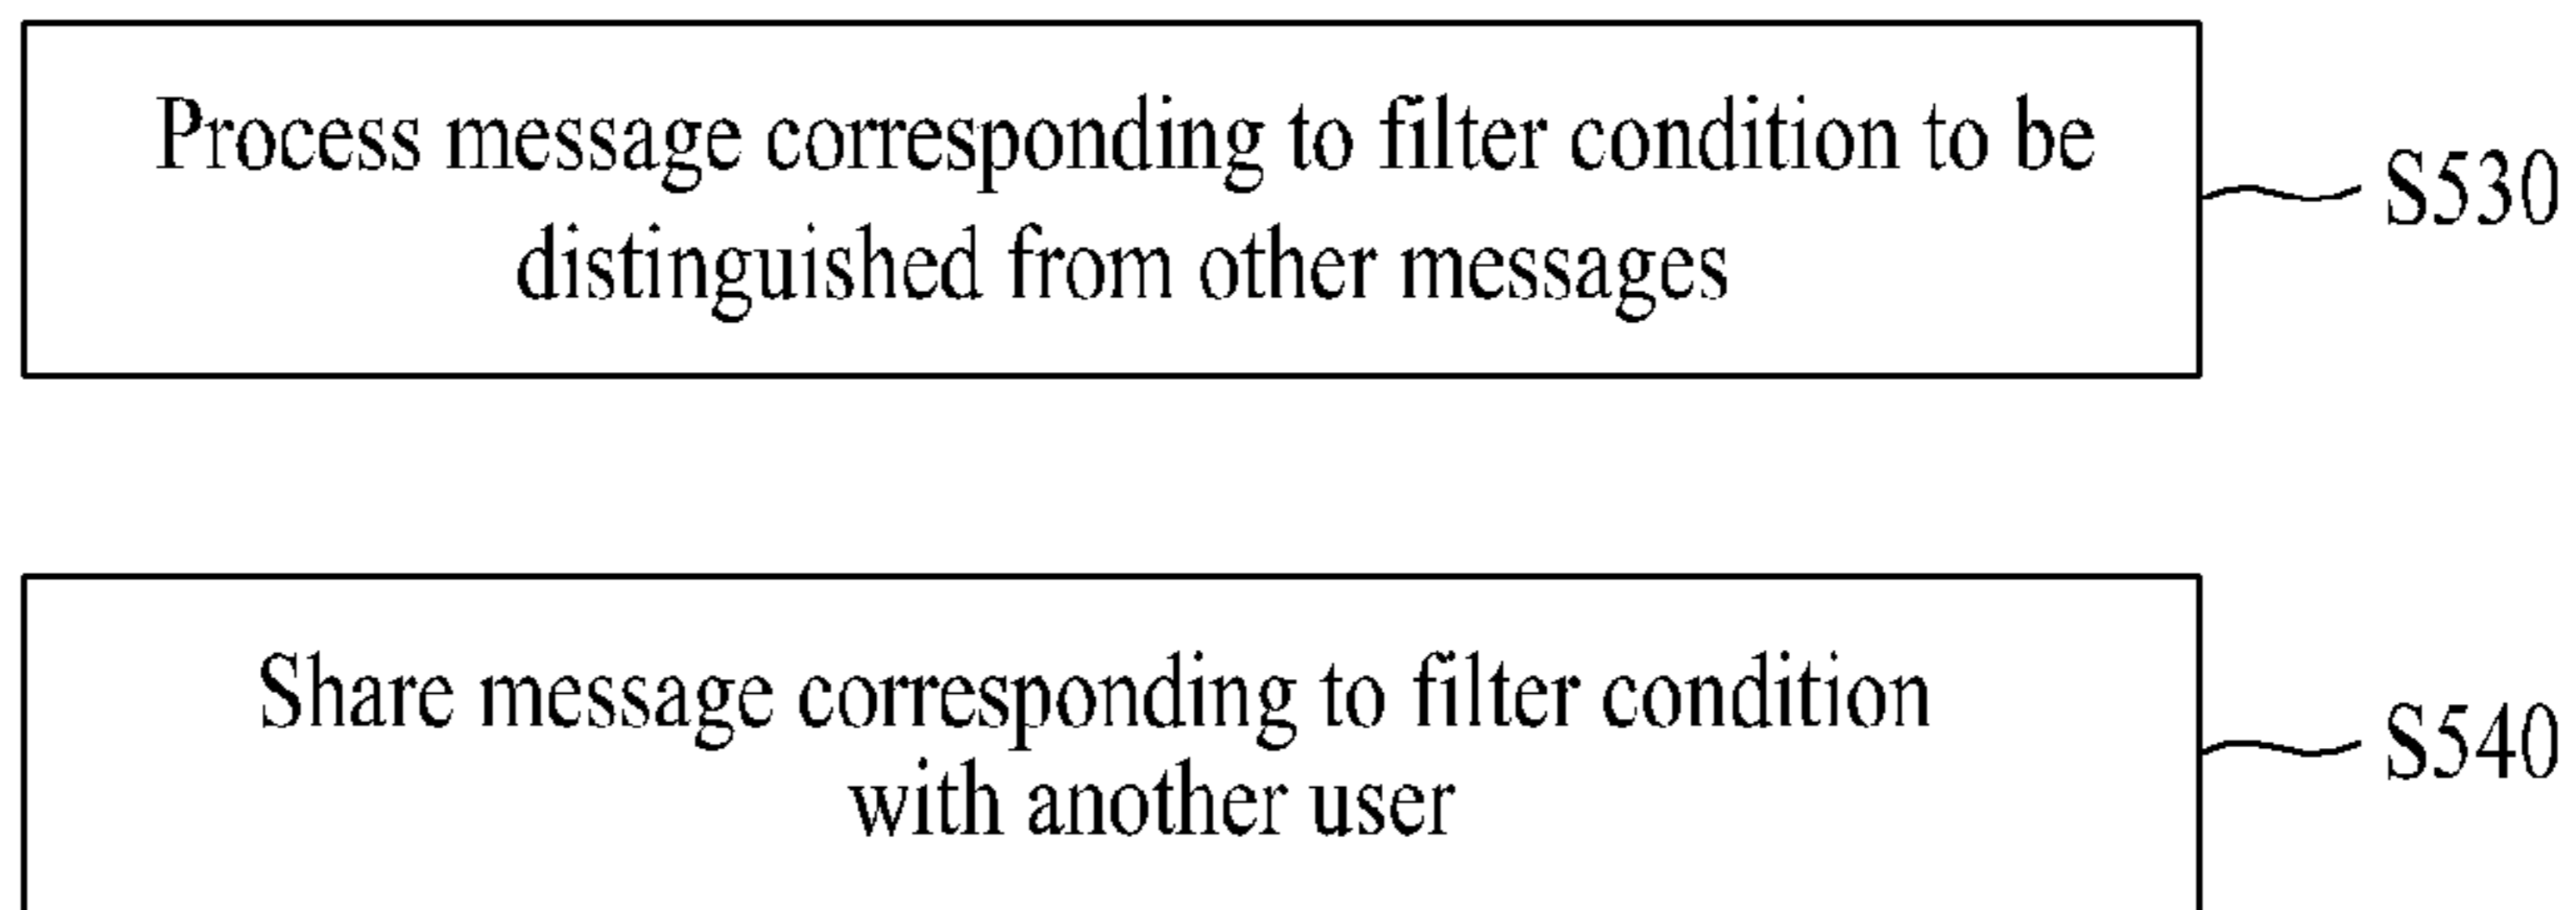 Process message corresponding to filter condition to be
distinguished from other messages
S530
Share message corresponding to filter condition
with another user
S540